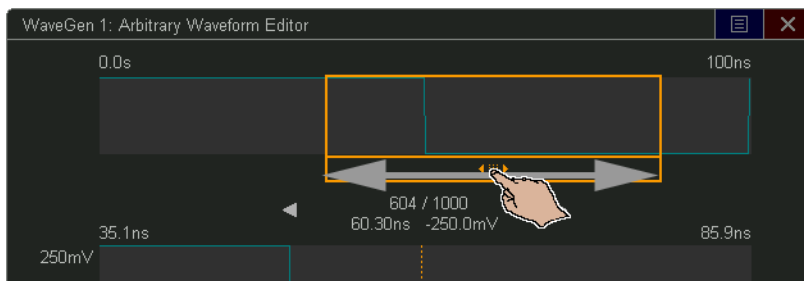 WaveGen 1: Arbitrary Waveform Editor
0.0s 100ns
604 / 1000
60.30ns -250.0mV
35.1ns 85.9ns
250mV